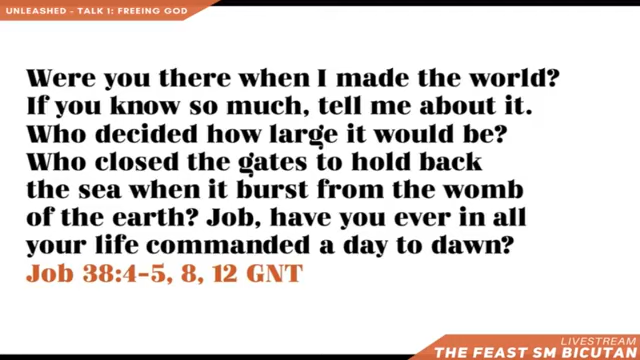 UNLEASHED - TALK 1: FREEING GOD
Were you there when I made the world?
If you know so much, tell me about it.
Who decided how large it would be?
Who closed the gates to hold back
the sea when it burst from the womb
of the earth? Job, have you ever in all
your life commanded a day to dawn?
Job 38:4-5, 8, 12 GNT
LIVESTREAM
THE FEAST SM BICUTAN